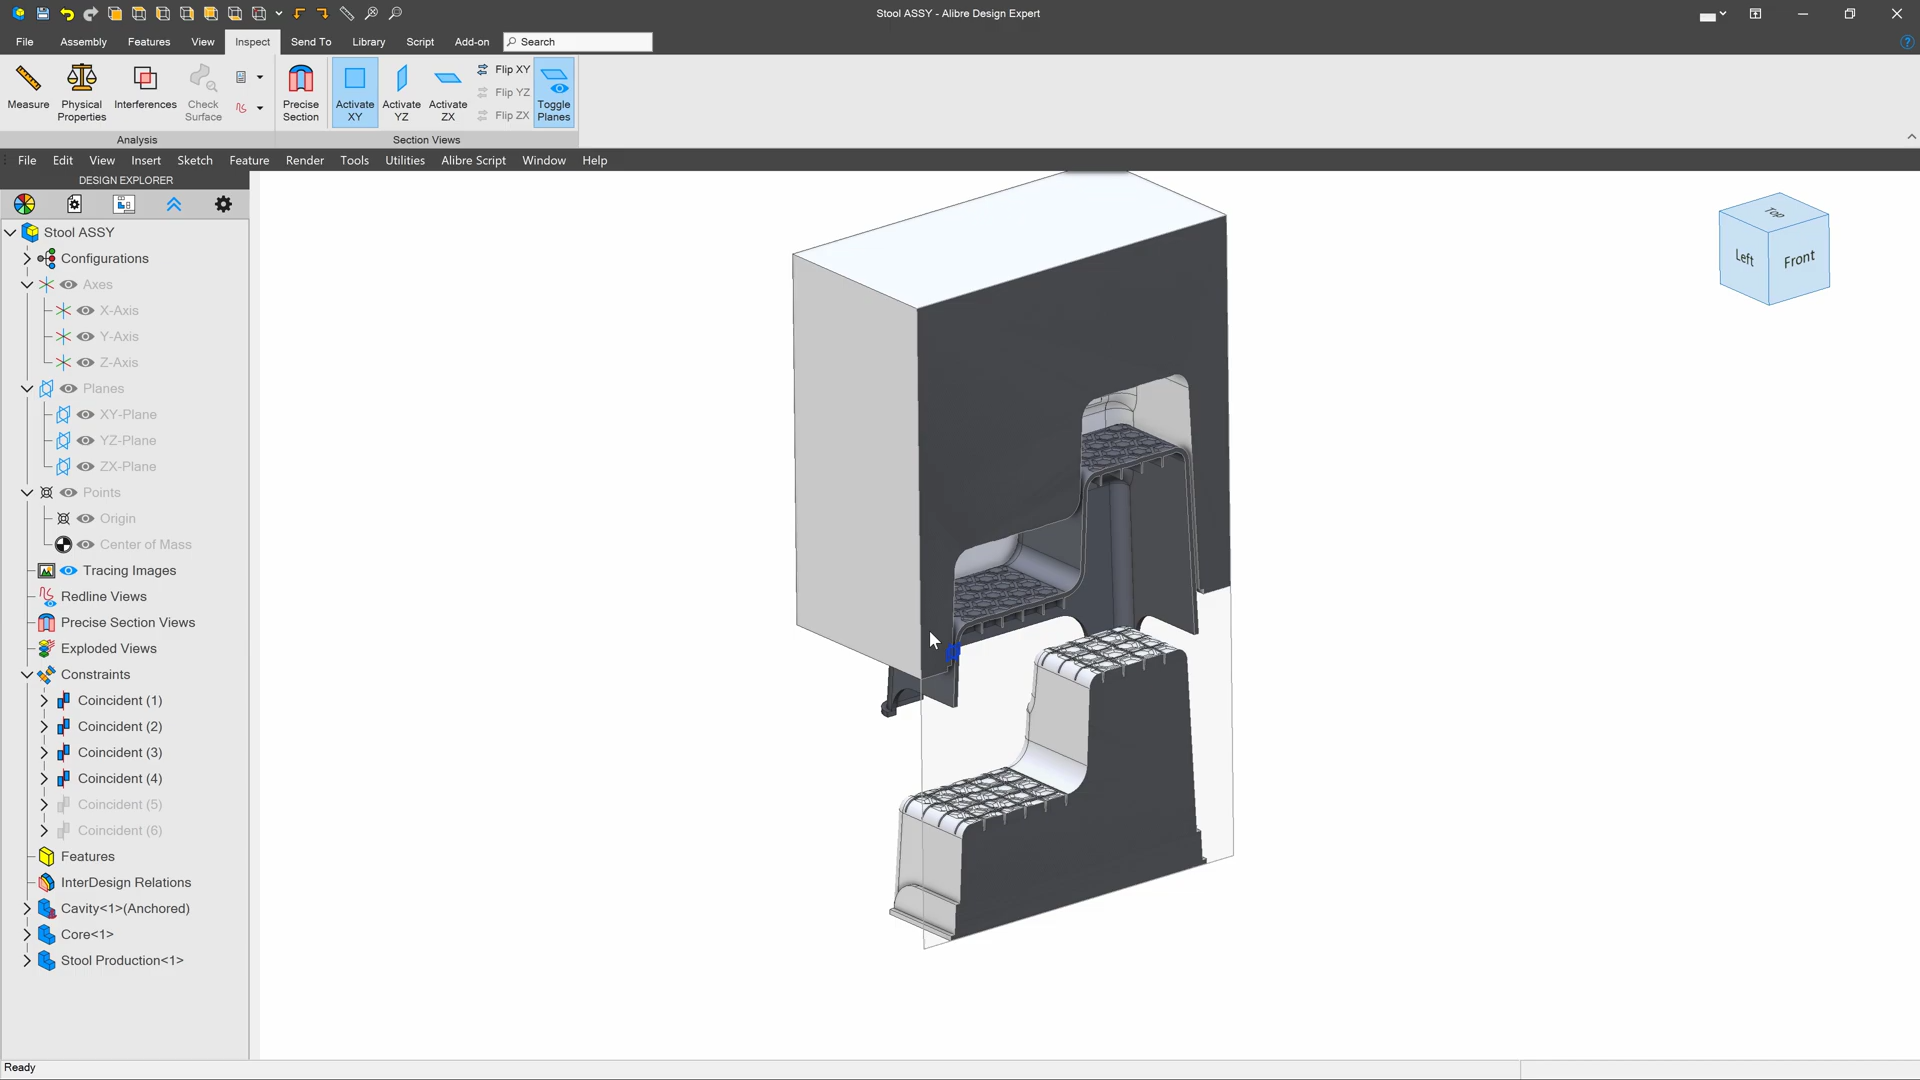 Stool ASSY - Alibre Design Expert
File Assembly Features View Inspect Send To Library Script Add-on Search
Measure
Physical Properties
Interferences
Check Surface
Precise Section
Activate XY
Activate YZ
Activate ZX
Flip XY
Flip YZ
Flip ZX
Toggle Planes
Analysis
Section Views
File Edit View Insert Sketch Feature Render Tools Utilities Alibre Script Window Help
DESIGN EXPLORER
Stool ASSY
Configurations
Axes
X-Axis
Y-Axis
Z-Axis
Planes
XY-Plane
YZ-Plane
ZX-Plane
Points
Origin
Center of Mass
Tracing Images
Redline Views
Precise Section Views
Exploded Views
Constraints
Coincident (1)
Coincident (2)
Coincident (3)
Coincident (4)
Coincident (5)
Coincident (6)
Features
InterDesign Relations
Cavity<1>(Anchored)
Core<1>
Stool Production<1>
Top
Left
Front
Ready